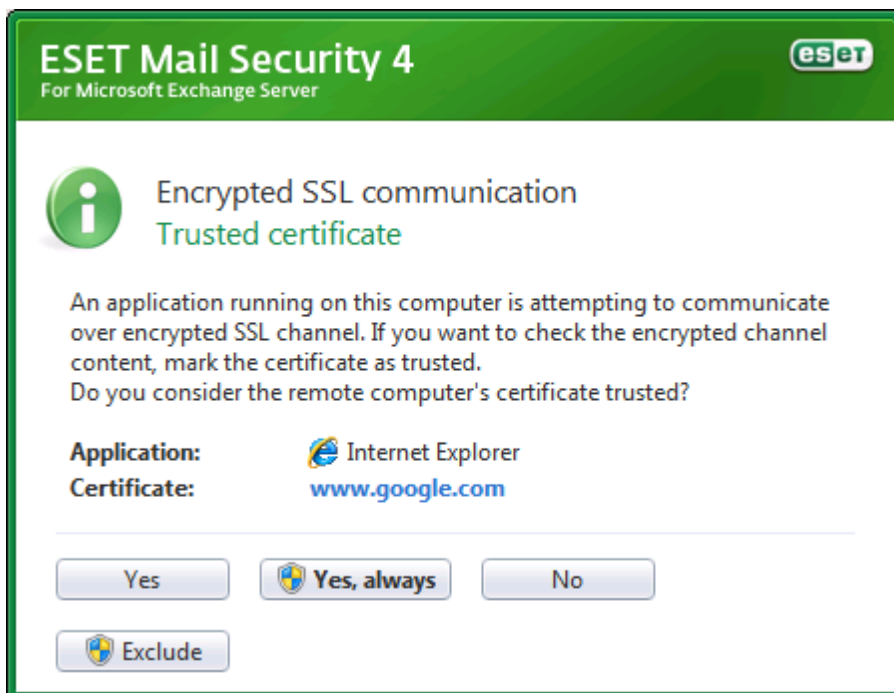 ESET Mail Security 4
For Microsoft Exchange Server
eset
Encrypted SSL communication
Trusted certificate
An application running on this computer is attempting to communicate
over encrypted SSL channel. If you want to check the encrypted channel
content, mark the certificate as trusted.
Do you consider the remote computer's certificate trusted?
Application: Internet Explorer
Certificate: www.google.com
Yes Yes, always No
Exclude